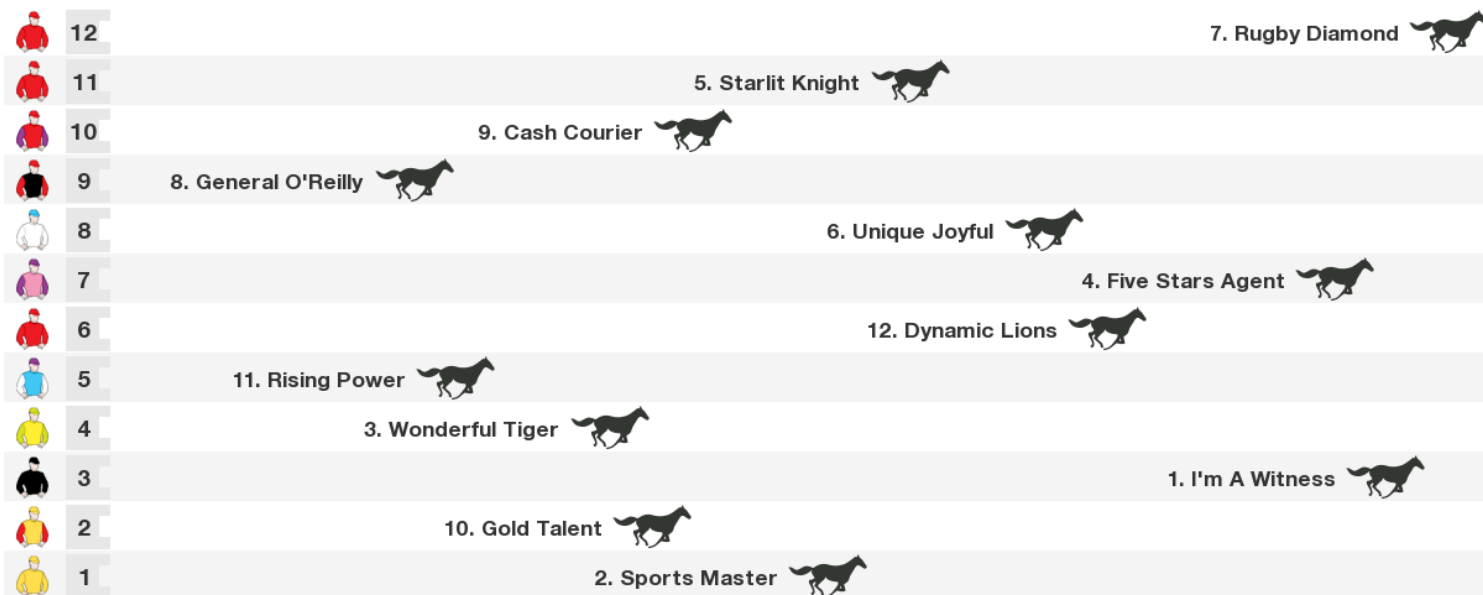 12 7. Rugby Diamond
11 5. Starlit Knight
10 9. Cash Courier
9 8. General O'Reilly
8 6. Unique Joyful
7 4. Five Stars Agent
6 12. Dynamic Lions
5 11. Rising Power
4 3. Wonderful Tiger
3 1. I'm A Witness
2 10. Gold Talent
1 2. Sports Master